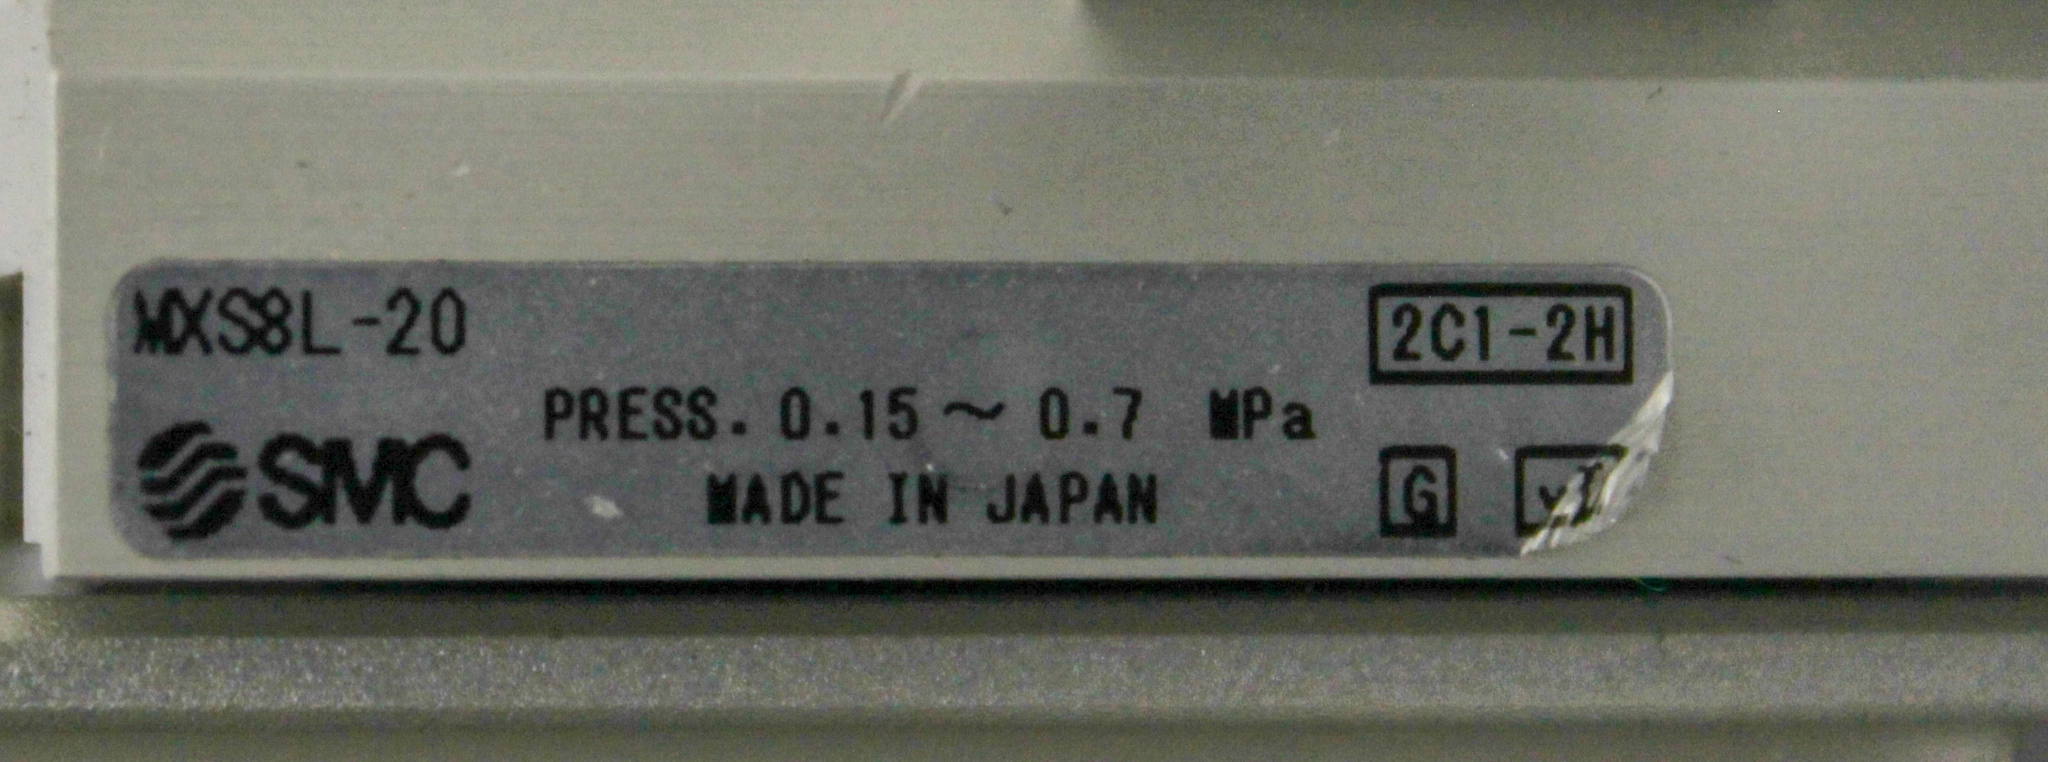 MXS8L-20
2C1-2H
PRESS. 0.15～0.7 MPa
SMC
MADE IN JAPAN
G